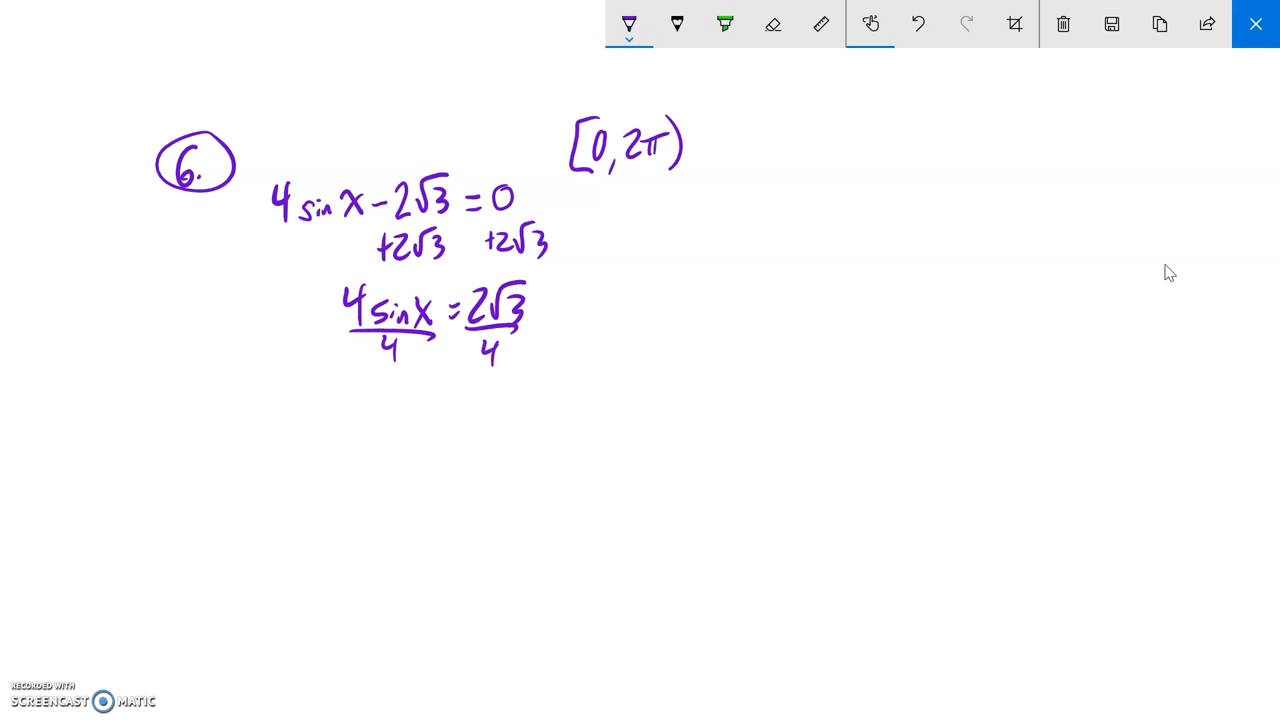 [0, 2π)
6.
4 sin x - 2√3 = 0
+2√3 +2√3
4 sin x = 2√3
4 4
RECORDED WITH
SCREENCAST MATIC